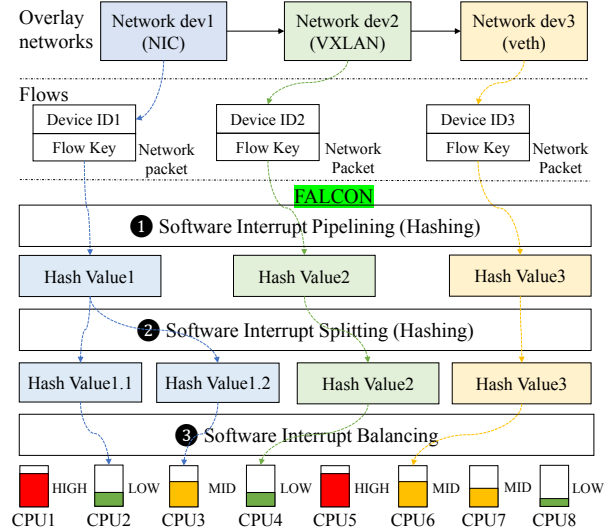 Overlay
networks
Network dev1
(NIC)
Network dev2
(VXLAN)
Network dev3
(veth)
Flows
Device ID1
Flow Key
Network
packet
Device ID2
Flow Key
Network
Packet
Device ID3
Flow Key
Network
Packet
FALCON
1 Software Interrupt Pipelining (Hashing)
Hash Value1
Hash Value2
Hash Value3
2 Software Interrupt Splitting (Hashing)
Hash Value1.1
Hash Value1.2
Hash Value2
Hash Value3
3 Software Interrupt Balancing
HIGH
LOW
MID
LOW
HIGH
MID
MID
LOW
CPU1
CPU2
CPU3
CPU4
CPU5
CPU6
CPU7
CPU8